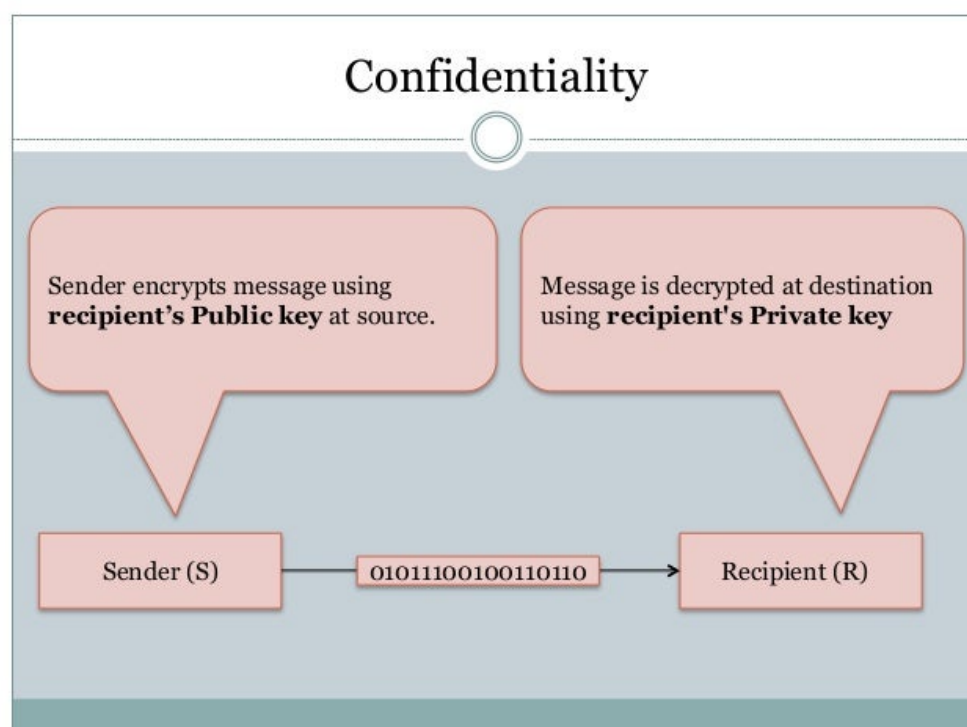 Confidentiality
Sender encrypts message using
recipient’s Public key at source.
Message is decrypted at destination
using recipient's Private key
Sender (S)
01011100100110110
Recipient (R)